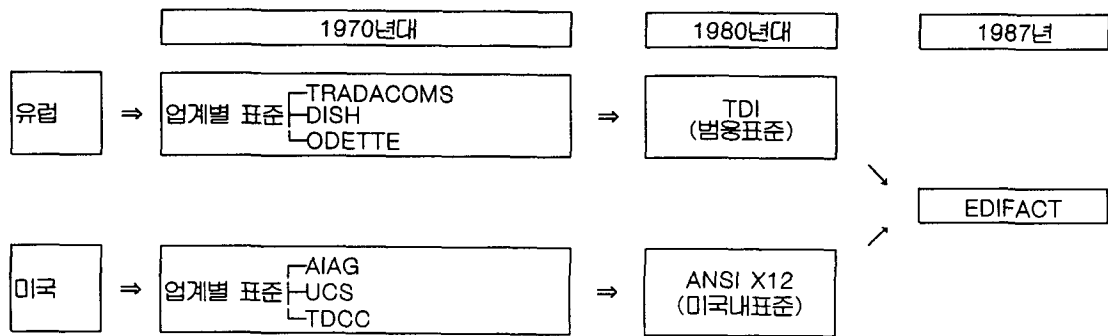 1970년대 1980년대 1987년
유럽 ⇒ 업계별 표준 ⇒
TRADACOMS
DISH
ODETTE
TDI
(범용표준)
EDIFACT
미국 ⇒ 업계별 표준 ⇒
AIAG
UCS
TDCC
ANSI X12
(미국내표준)